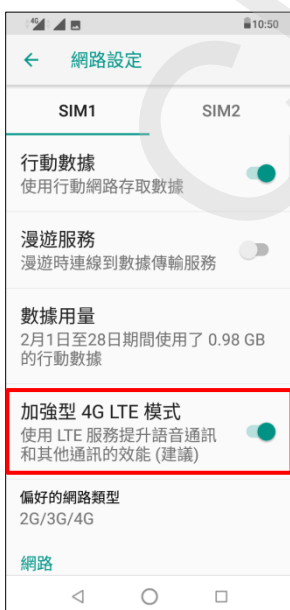 4G 10:50
網路設定
SIM1 SIM2
行動數據
使用行動網路存取數據
漫遊服務
漫遊時連線到數據傳輸服務
數據用量
2月1日至28日期間使用了 0.98 GB
的行動數據
加強型 4G LTE 模式
使用 LTE 服務提升語音通訊
和其他通訊的效能 (建議)
偏好的網路類型
2G/3G/4G
網路